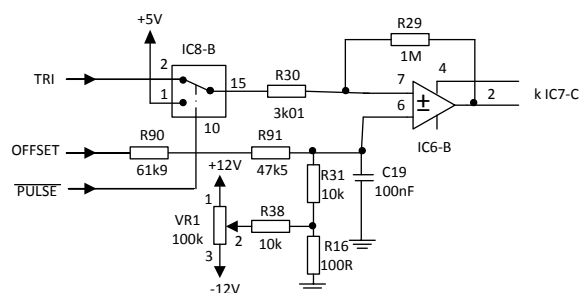 +5V
IC8-B
R29
1M
TRI
2
15
R30
7
4
2
k IC7-C
1
3k01
6
±
10
OFFSET
R90
R91
IC6-B
61k9
+12V
47k5
R31
10k
C19
100nF
PULSE
1
VR1
100k
2
R38
10k
R16
100R
3
-12V